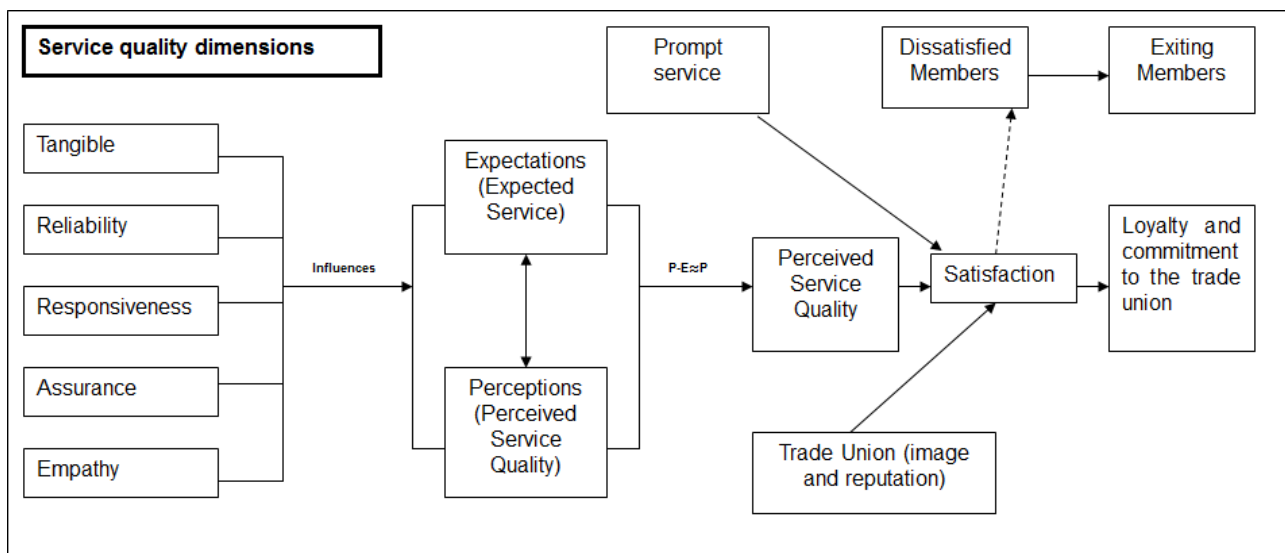 Service quality dimensions
Tangible
Reliability
Responsiveness
Assurance
Empathy
Influences
Expectations
(Expected
Service)
Perceptions
(Perceived
Service
Quality)
P-E≈P
Prompt
service
Perceived
Service
Quality
Dissatisfied
Members
Exiting
Members
Satisfaction
Loyalty and
commitment
to the trade
union
Trade Union (image
and reputation)